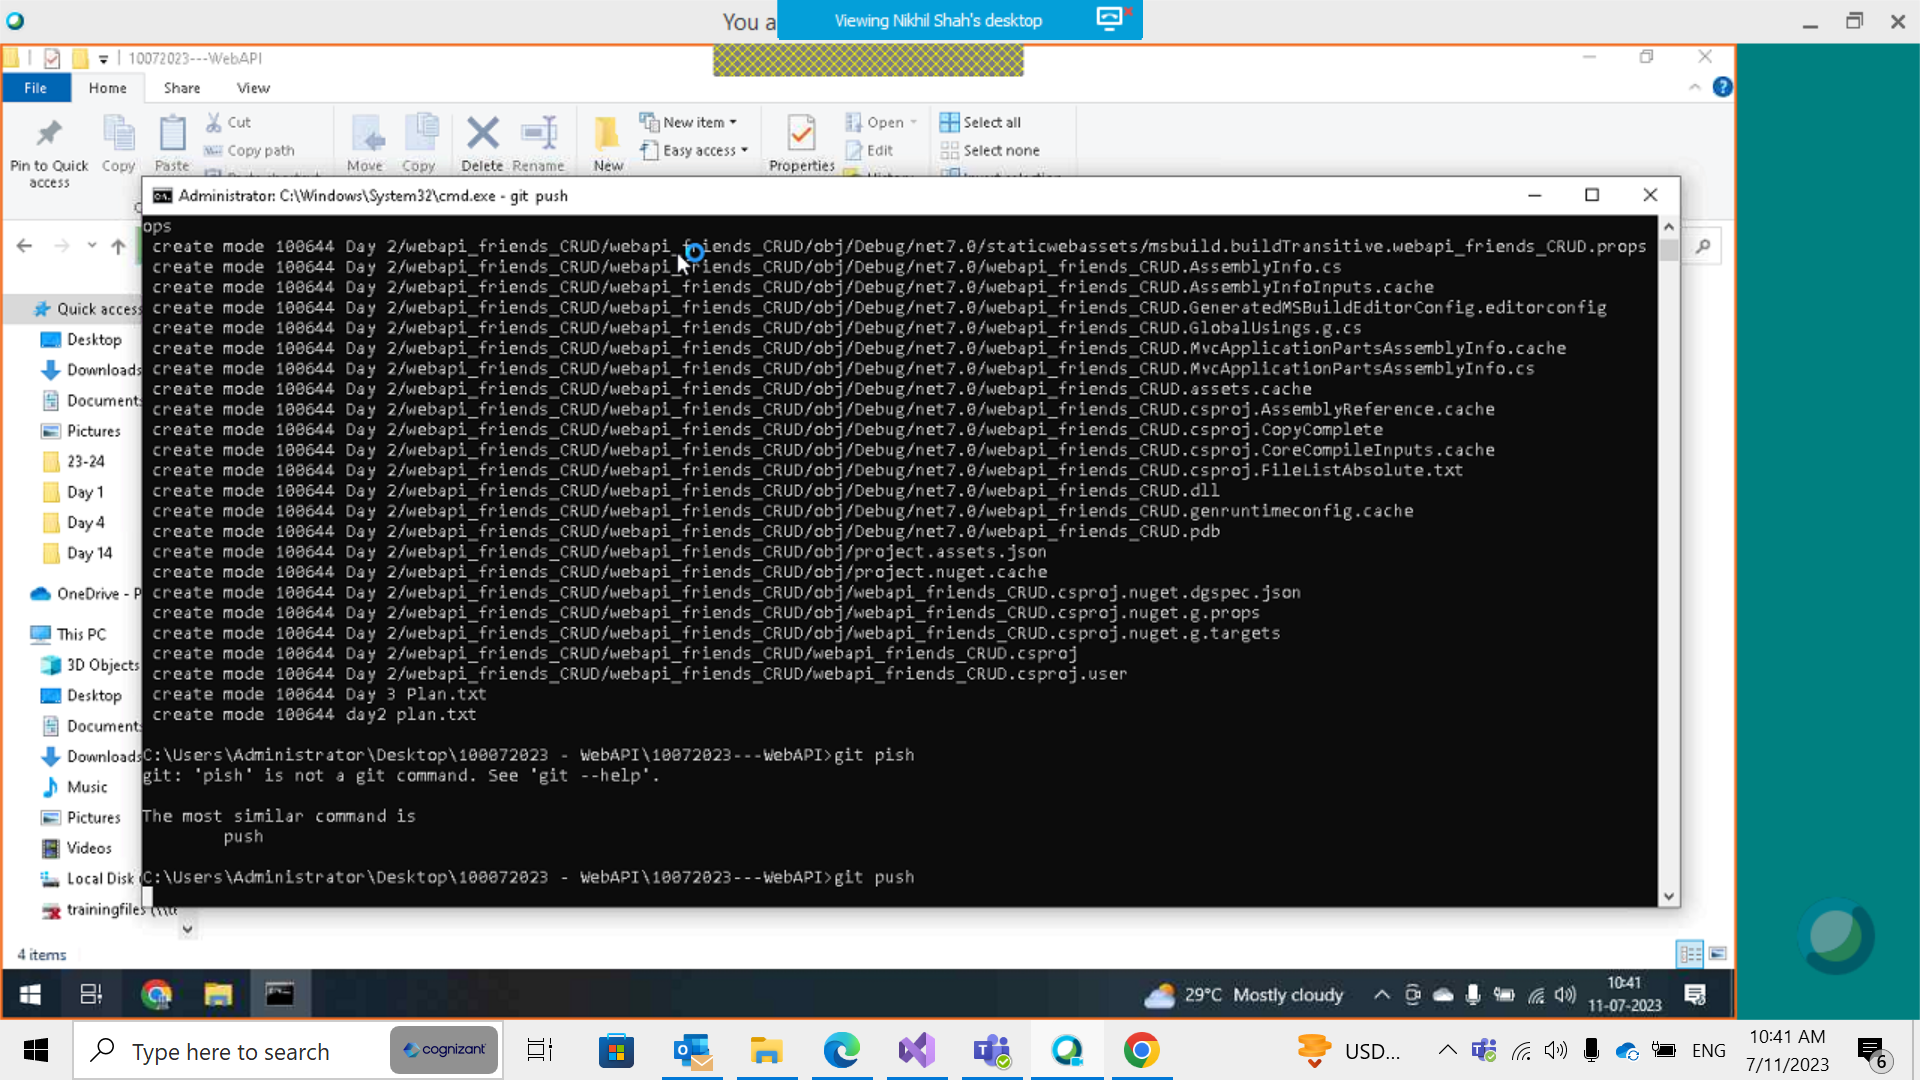 You a
Viewing Nikhil Shah's desktop
10072023---WebAPI
File
Home
Share
View
Pin to Quick access
Copy
Paste
Cut
Copy path
Move
Copy
Delete
Rename
New
New item
Easy access
Properties
Open
Edit
Select all
Select none
Administrator: C:\Windows\System32\cmd.exe - git push
ops
create mode 100644 Day 2/webapi_friends_CRUD/webapi_friends_CRUD/obj/Debug/net7.0/staticwebassets/msbuild.buildTransitive.webapi_friends_CRUD.props
create mode 100644 Day 2/webapi_friends_CRUD/webapi_friends_CRUD/obj/Debug/net7.0/webapi_friends_CRUD.AssemblyInfo.cs
create mode 100644 Day 2/webapi_friends_CRUD/webapi_friends_CRUD/obj/Debug/net7.0/webapi_friends_CRUD.AssemblyInfoInputs.cache
create mode 100644 Day 2/webapi_friends_CRUD/webapi_friends_CRUD/obj/Debug/net7.0/webapi_friends_CRUD.GeneratedMSBuildEditorConfig.editorconfig
create mode 100644 Day 2/webapi_friends_CRUD/webapi_friends_CRUD/obj/Debug/net7.0/webapi_friends_CRUD.GlobalUsings.g.cs
create mode 100644 Day 2/webapi_friends_CRUD/webapi_friends_CRUD/obj/Debug/net7.0/webapi_friends_CRUD.MvcApplicationPartsAssemblyInfo.cache
create mode 100644 Day 2/webapi_friends_CRUD/webapi_friends_CRUD/obj/Debug/net7.0/webapi_friends_CRUD.MvcApplicationPartsAssemblyInfo.cs
create mode 100644 Day 2/webapi_friends_CRUD/webapi_friends_CRUD/obj/Debug/net7.0/webapi_friends_CRUD.assets.cache
create mode 100644 Day 2/webapi_friends_CRUD/webapi_friends_CRUD/obj/Debug/net7.0/webapi_friends_CRUD.csproj.AssemblyReference.cache
create mode 100644 Day 2/webapi_friends_CRUD/webapi_friends_CRUD/obj/Debug/net7.0/webapi_friends_CRUD.csproj.CopyComplete
create mode 100644 Day 2/webapi_friends_CRUD/webapi_friends_CRUD/obj/Debug/net7.0/webapi_friends_CRUD.csproj.CoreCompileInputs.cache
create mode 100644 Day 2/webapi_friends_CRUD/webapi_friends_CRUD/obj/Debug/net7.0/webapi_friends_CRUD.csproj.FileListAbsolute.txt
create mode 100644 Day 2/webapi_friends_CRUD/webapi_friends_CRUD/obj/Debug/net7.0/webapi_friends_CRUD.dll
create mode 100644 Day 2/webapi_friends_CRUD/webapi_friends_CRUD/obj/Debug/net7.0/webapi_friends_CRUD.genruntimeconfig.cache
create mode 100644 Day 2/webapi_friends_CRUD/webapi_friends_CRUD/obj/Debug/net7.0/webapi_friends_CRUD.pdb
create mode 100644 Day 2/webapi_friends_CRUD/webapi_friends_CRUD/obj/project.assets.json
create mode 100644 Day 2/webapi_friends_CRUD/webapi_friends_CRUD/obj/project.nuget.cache
create mode 100644 Day 2/webapi_friends_CRUD/webapi_friends_CRUD/obj/webapi_friends_CRUD.csproj.nuget.dgspec.json
create mode 100644 Day 2/webapi_friends_CRUD/webapi_friends_CRUD/obj/webapi_friends_CRUD.csproj.nuget.g.props
create mode 100644 Day 2/webapi_friends_CRUD/webapi_friends_CRUD/obj/webapi_friends_CRUD.csproj.nuget.g.targets
create mode 100644 Day 2/webapi_friends_CRUD/webapi_friends_CRUD/webapi_friends_CRUD.csproj
create mode 100644 Day 2/webapi_friends_CRUD/webapi_friends_CRUD/webapi_friends_CRUD.csproj.user
create mode 100644 Day 3 Plan.txt
create mode 100644 day2 plan.txt
C:\Users\Administrator\Desktop\100072023 - WebAPI\10072023---WebAPI>git pish
git: 'pish' is not a git command. See 'git --help'.
The most similar command is
push
C:\Users\Administrator\Desktop\100072023 - WebAPI\10072023---WebAPI>git push
Quick access
Desktop
Downloads
Document
Pictures
23-24
Day 1
Day 4
Day 14
OneDrive - P
This PC
3D Objects
Desktop
Document
Downloads
Music
Pictures
Videos
Local Disk
trainingfiles
4 items
29°C Mostly cloudy
10:41
11-07-2023
Type here to search
cognizant
USD...
ENG
10:41 AM
7/11/2023
6